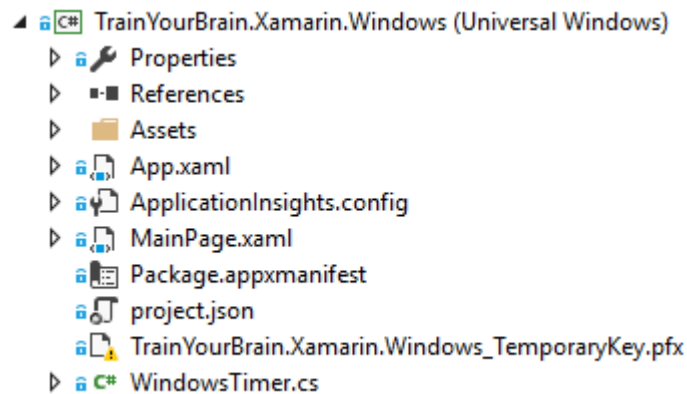 C# TrainYourBrain.Xamarin.Windows (Universal Windows)
Properties
References
Assets
App.xaml
ApplicationInsights.config
MainPage.xaml
Package.appxmanifest
project.json
TrainYourBrain.Xamarin.Windows_TemporaryKey.pfx
C# WindowsTimer.cs